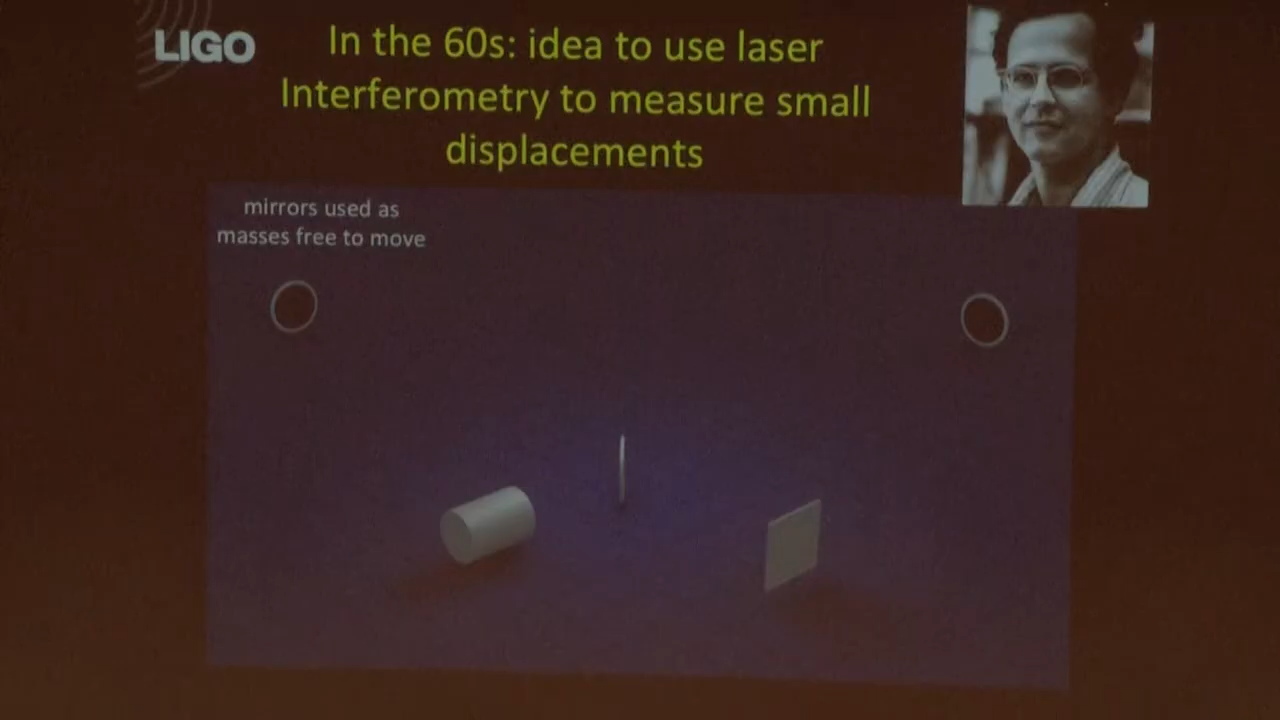 LIGO
In the 60s: idea to use laser
Interferometry to measure small
displacements
mirrors used as
masses free to move